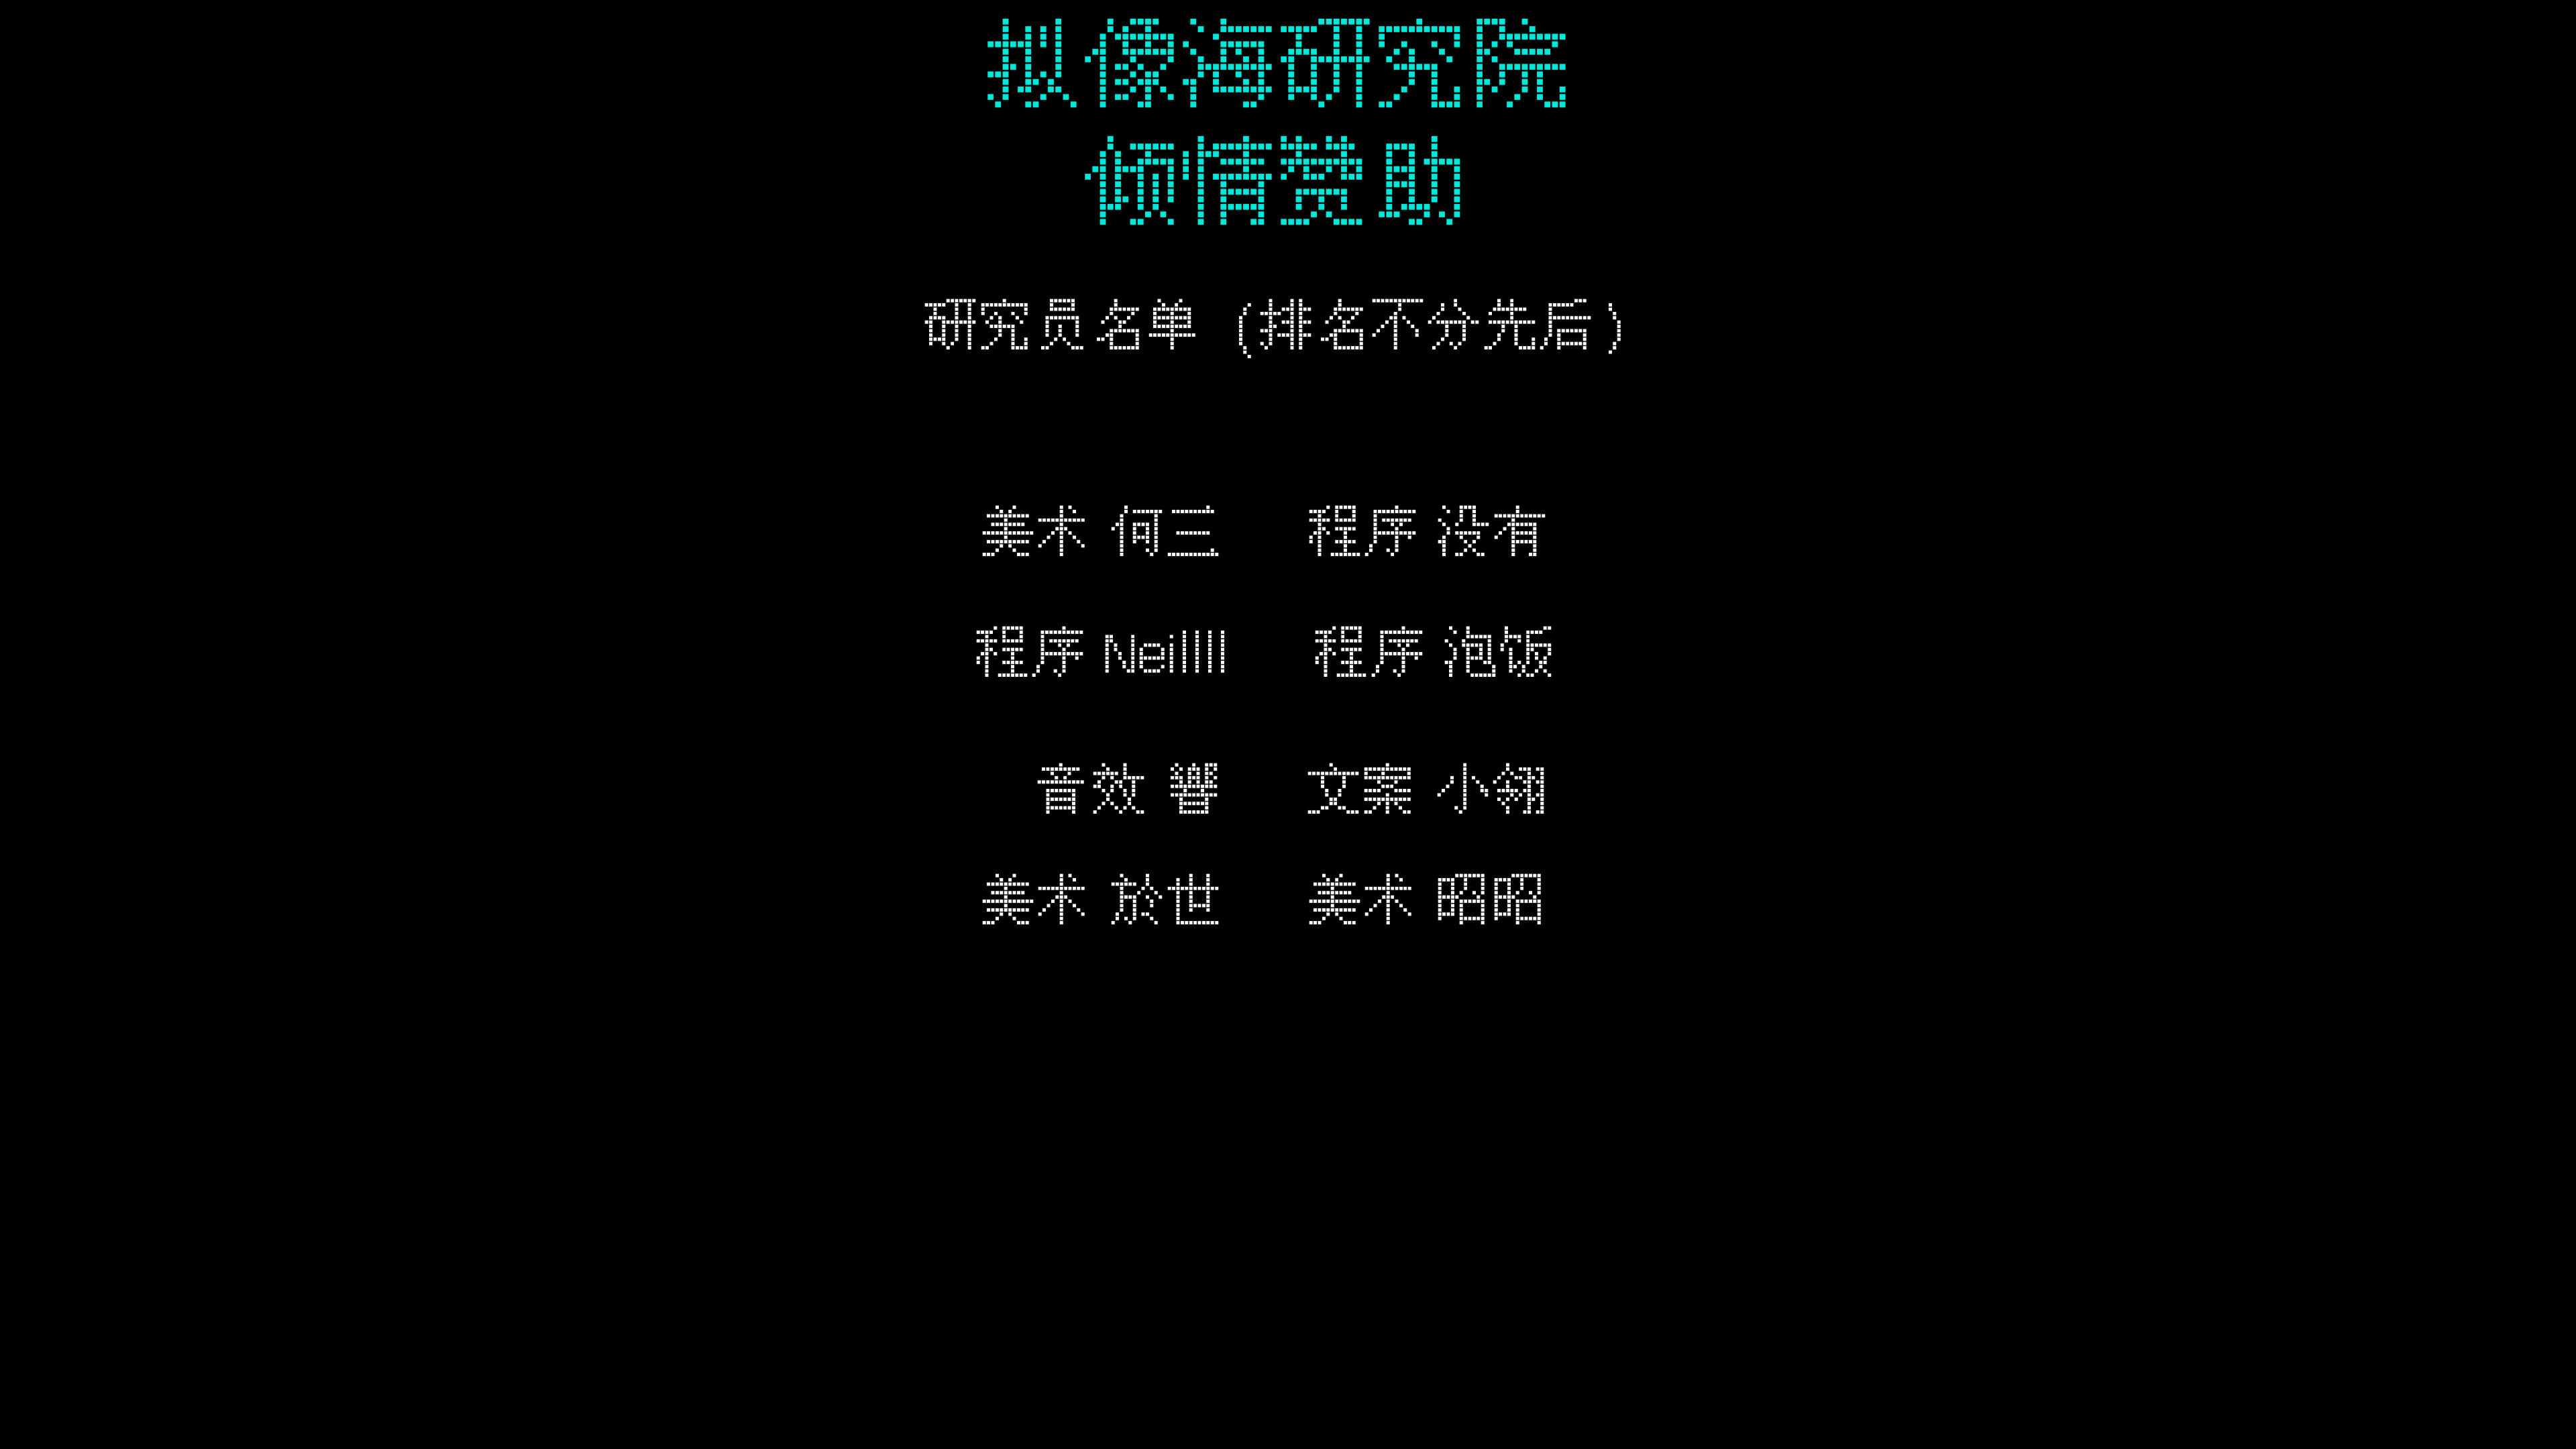 拟像海研究院
倾情赞助
研究员名单 (排名不分先后)
美术 何三 程序 没有
程序 Neilllll 程序 泡饭
音效 響 文案 小翎
美术 於世 美术 昭昭